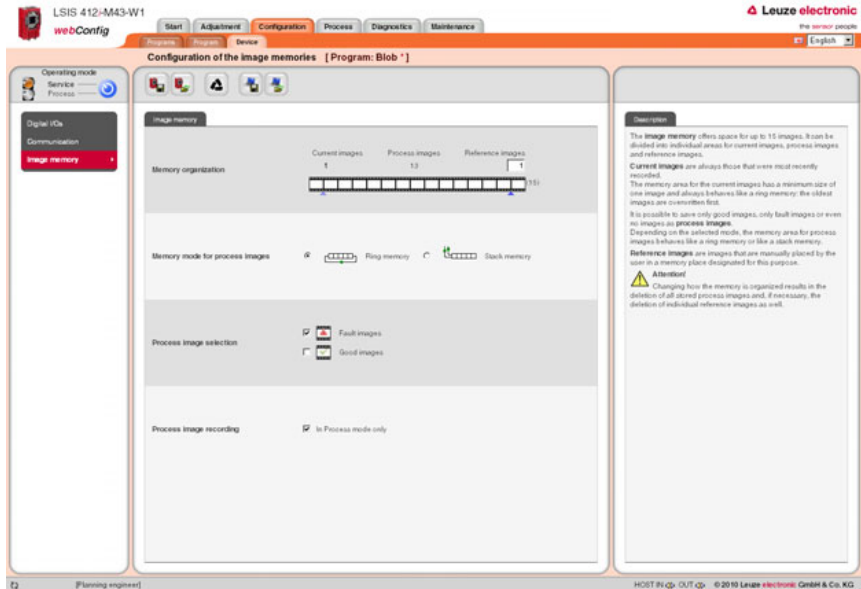 LSIS 412i-M43-W1
webConfig
Start Adjustment Configuration Process Diagnostics Maintenance
Leuze electronic
the sensor people
Programs Program Device
English
Configuration of the image memories [Program: Blob *]
Operating mode
Service
Process
Digital I/Os
Communication
Image memory
Image memory
Current images Process images Reference images
1 13 1
Memory organization
(15)
Memory mode for process images Ring memory Stack memory
Fault images
Process image selection
Good images
Process image recording In Process mode only
Description
The image memory offers space for up to 15 images. It can be
divided into individual areas for current images, process images
and reference images.
Current images are always those that were most recently
recorded.
The memory area for the current images has a minimum size of
one image and always behaves like a ring memory: the oldest
images are overwritten first.
It is possible to save only good images, only fault images or even
no images as process images.
Depending on the selected mode, the memory area for process
images behaves like a ring memory or like a stack memory.
Reference images are images that are manually placed by the
user in a memory place designated for this purpose.
Attention!
Changing how the memory is organized results in the
deletion of all stored process images and, if necessary, the
deletion of individual reference images as well.
[Planning engineer]
HOST IN OUT © 2010 Leuze electronic GmbH & Co. KG